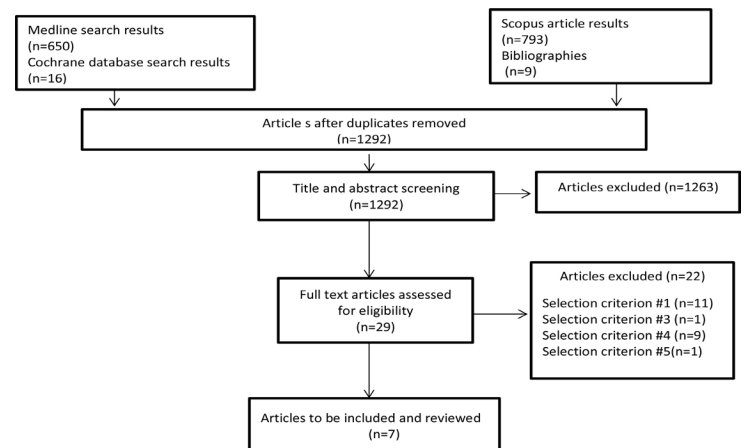 Medline search results
(n=650)
Cochrane database search results
(n=16)
Scopus article results
(n=793)
Bibliographies
(n=9)
Article s after duplicates removed
(n=1292)
Title and abstract screening
(n=1292)
Articles excluded (n=1263)
Full text articles assessed
for eligibility
(n=29)
Articles excluded (n=22)
Selection criterion #1 (n=11)
Selection criterion #3 (n=1)
Selection criterion #4 (n=9)
Selection criterion #5(n=1)
Articles to be included and reviewed
(n=7)